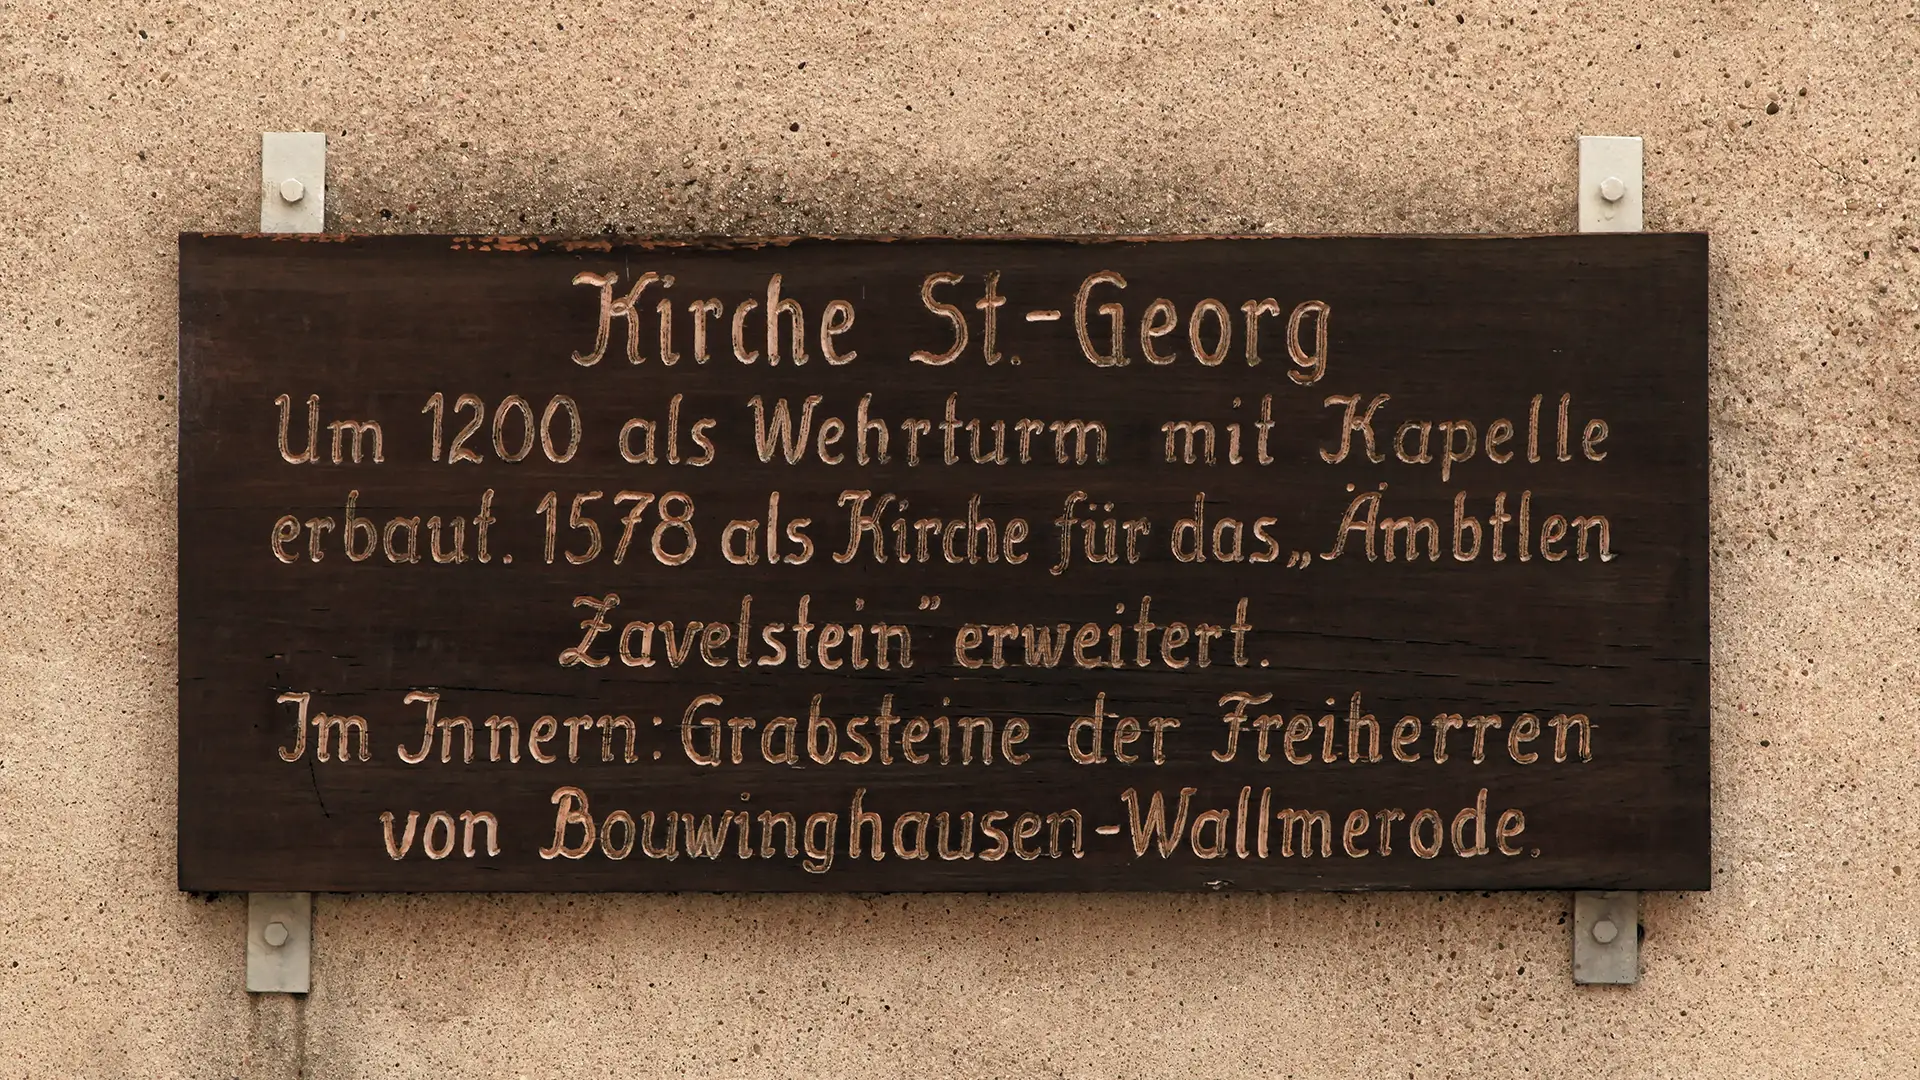 Kirche St.-Georg
Um 1200 als Wehrturm mit Kapelle
erbaut. 1578 als Kirche für das „Ämbtlen
Zavelstein” erweitert.
Im Innern: Grabsteine der Freiherren
von Bouwinghausen-Wallmerode.